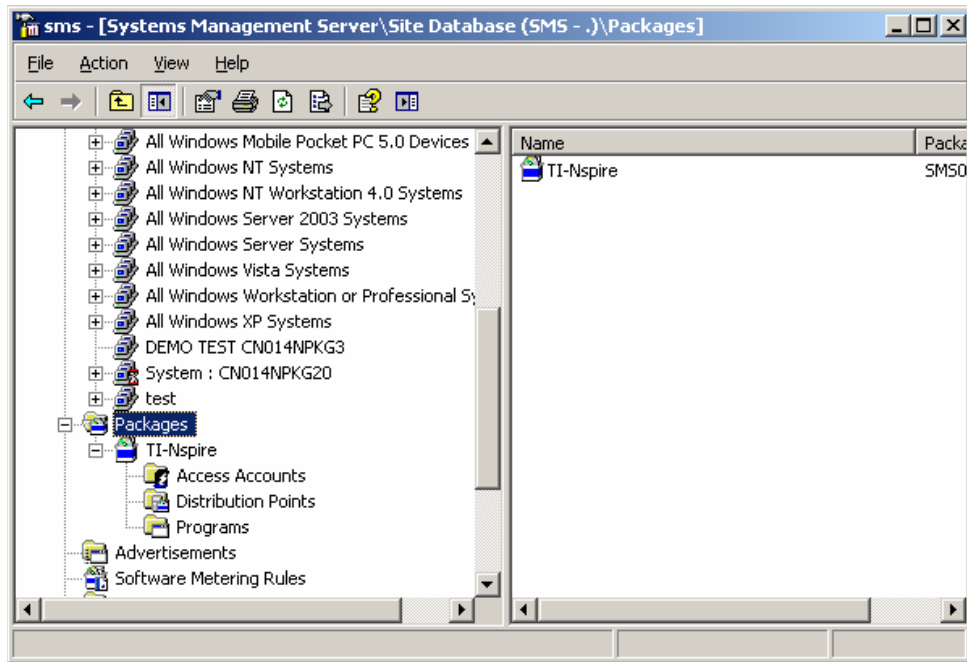 sms - [Systems Management Server\Site Database (SMS - .)\Packages]
File Action View Help
All Windows Mobile Pocket PC 5.0 Devices
All Windows NT Systems
All Windows NT Workstation 4.0 Systems
All Windows Server 2003 Systems
All Windows Server Systems
All Windows Vista Systems
All Windows Workstation or Professional Sy
All Windows XP Systems
DEMO TEST CN014NPKG3
System : CN014NPKG20
test
Packages
TI-Nspire
Access Accounts
Distribution Points
Programs
Advertisements
Software Metering Rules
Name Packa
TI-Nspire SMS0